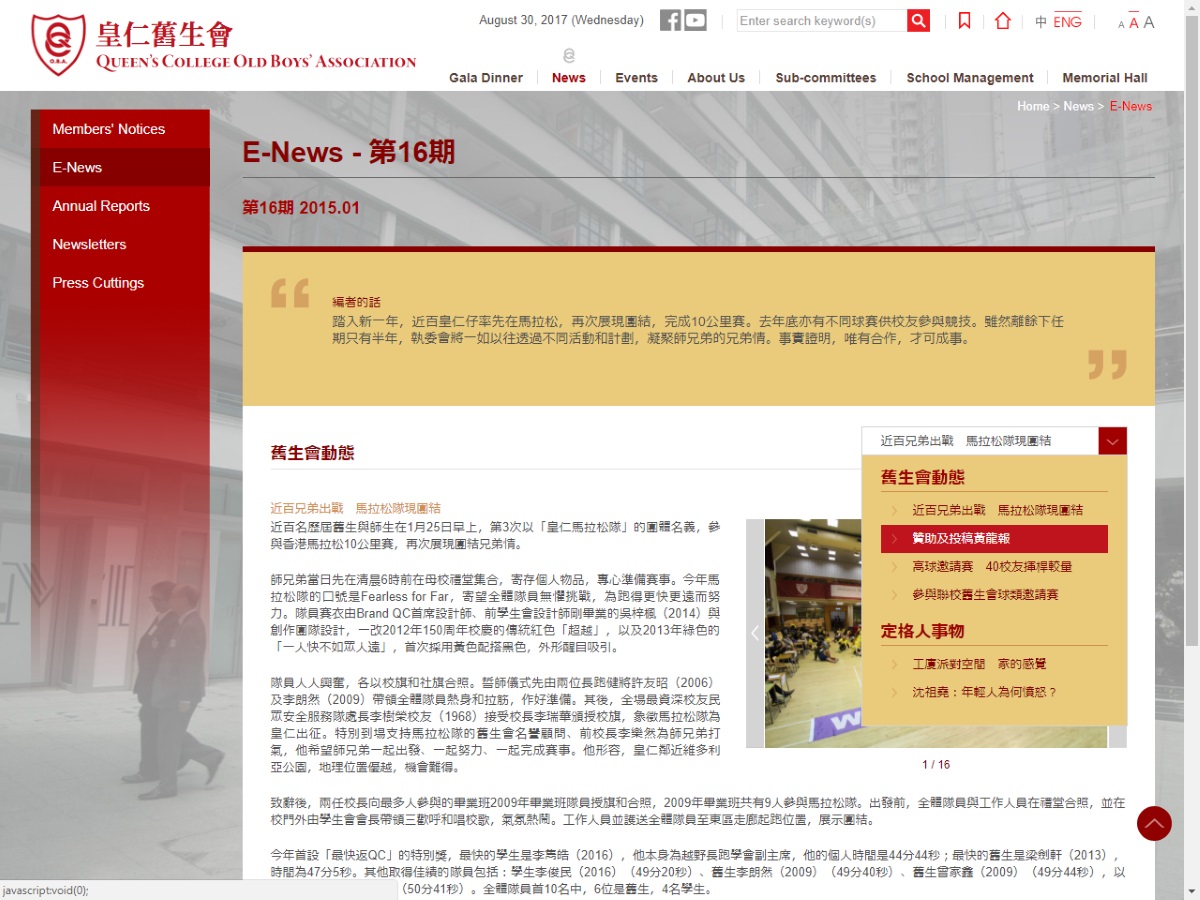 皇仁舊生會
QUEEN'S COLLEGE OLD BOYS' ASSOCIATION
O.S.A.
August 30, 2017 (Wednesday)
Enter search keyword(s)
中 ENG
A A A
Gala Dinner
News
Events
About Us
Sub-committees
School Management
Memorial Hall
Home > News > E-News
Members' Notices
E-News
Annual Reports
Newsletters
Press Cuttings
E-News - 第16期
第16期 2015.01
編者的話
踏入新一年，近百皇仁仔率先在馬拉松，再次展現團結，完成10公里賽。去年底亦有不同球賽供校友參與競技。雖然離餘下任
期只有半年，執委會將一如以往透過不同活動和計劃，凝聚師兄弟的兄弟情。事實證明，唯有合作，才可成事。
舊生會動態
近百兄弟出戰　馬拉松隊現團結
舊生會動態
近百兄弟出戰　馬拉松隊現團結
贊助及投稿黃龍報
高球邀請賽　40校友揮桿較量
參與聯校舊生會球類邀請賽
定格人事物
工廈派對空間　家的感覺
沈祖堯：年輕人為何憤怒？
近百兄弟出戰　馬拉松隊現團結
近百名歷屆舊生與師生在1月25日早上，第3次以「皇仁馬拉松隊」的團體名義，參
與香港馬拉松10公里賽，再次展現團結兄弟情。
師兄弟當日先在清晨6時前在母校禮堂集合，寄存個人物品，專心準備賽事。今年馬
拉松隊的口號是Fearless for Far，寄望全體隊員無懼挑戰，為跑得更快更遠而努
力。隊員賽衣由Brand QC首席設計師、前學生會設計師剛畢業的吳梓楓（2014）與
創作團隊設計，一改2012年150周年校慶的傳統紅色「超越」，以及2013年綠色的
「一人快不如眾人遠」，首次採用黃色配搭黑色，外形醒目吸引。
隊員人人興奮，各以校旗和社旗合照。誓師儀式先由兩位長跑健將許友昭（2006）
及李朗然（2009）帶領全體隊員熱身和拉筋，作好準備。其後，全場最資深校友民
眾安全服務隊處長李樹榮校友（1968）接受校長李瑞華頒授校旗，象徵馬拉松隊為
皇仁出征。特別到場支持馬拉松隊的舊生會名譽顧問、前校長李樂然為師兄弟打
氣，他希望師兄弟一起出發、一起努力、一起完成賽事。他形容，皇仁鄰近維多利
亞公園，地理位置優越，機會難得。
W
1 / 16
致辭後，兩任校長向最多人參與的畢業班2009年畢業班隊員授旗和合照，2009年畢業班共有9人參與馬拉松。出發前，全體隊員與工作人員在禮堂合照，並在
校門外由學生會會長帶領三歡呼和唱校歌，氣氛熱鬧。工作人員並護送全體隊員至東區走廊起跑位置，展示團結。
今年首設「最快返QC」的特別獎，最快的學生是李雋皓（2016），他本身為越野長跑學會副主席，他的個人時間是44分44秒；最快的舊生是梁劍軒（2013），
時間為47分5秒。其他取得佳績的隊員包括：學生李俊民（2016）（49分20秒）、舊生李朗然（2009）（49分40秒）、舊生曾家鑫（2009）（49分44秒），以
（50分41秒）。全體隊員首10名中，6位是舊生，4名學生。
javascript:void(0);